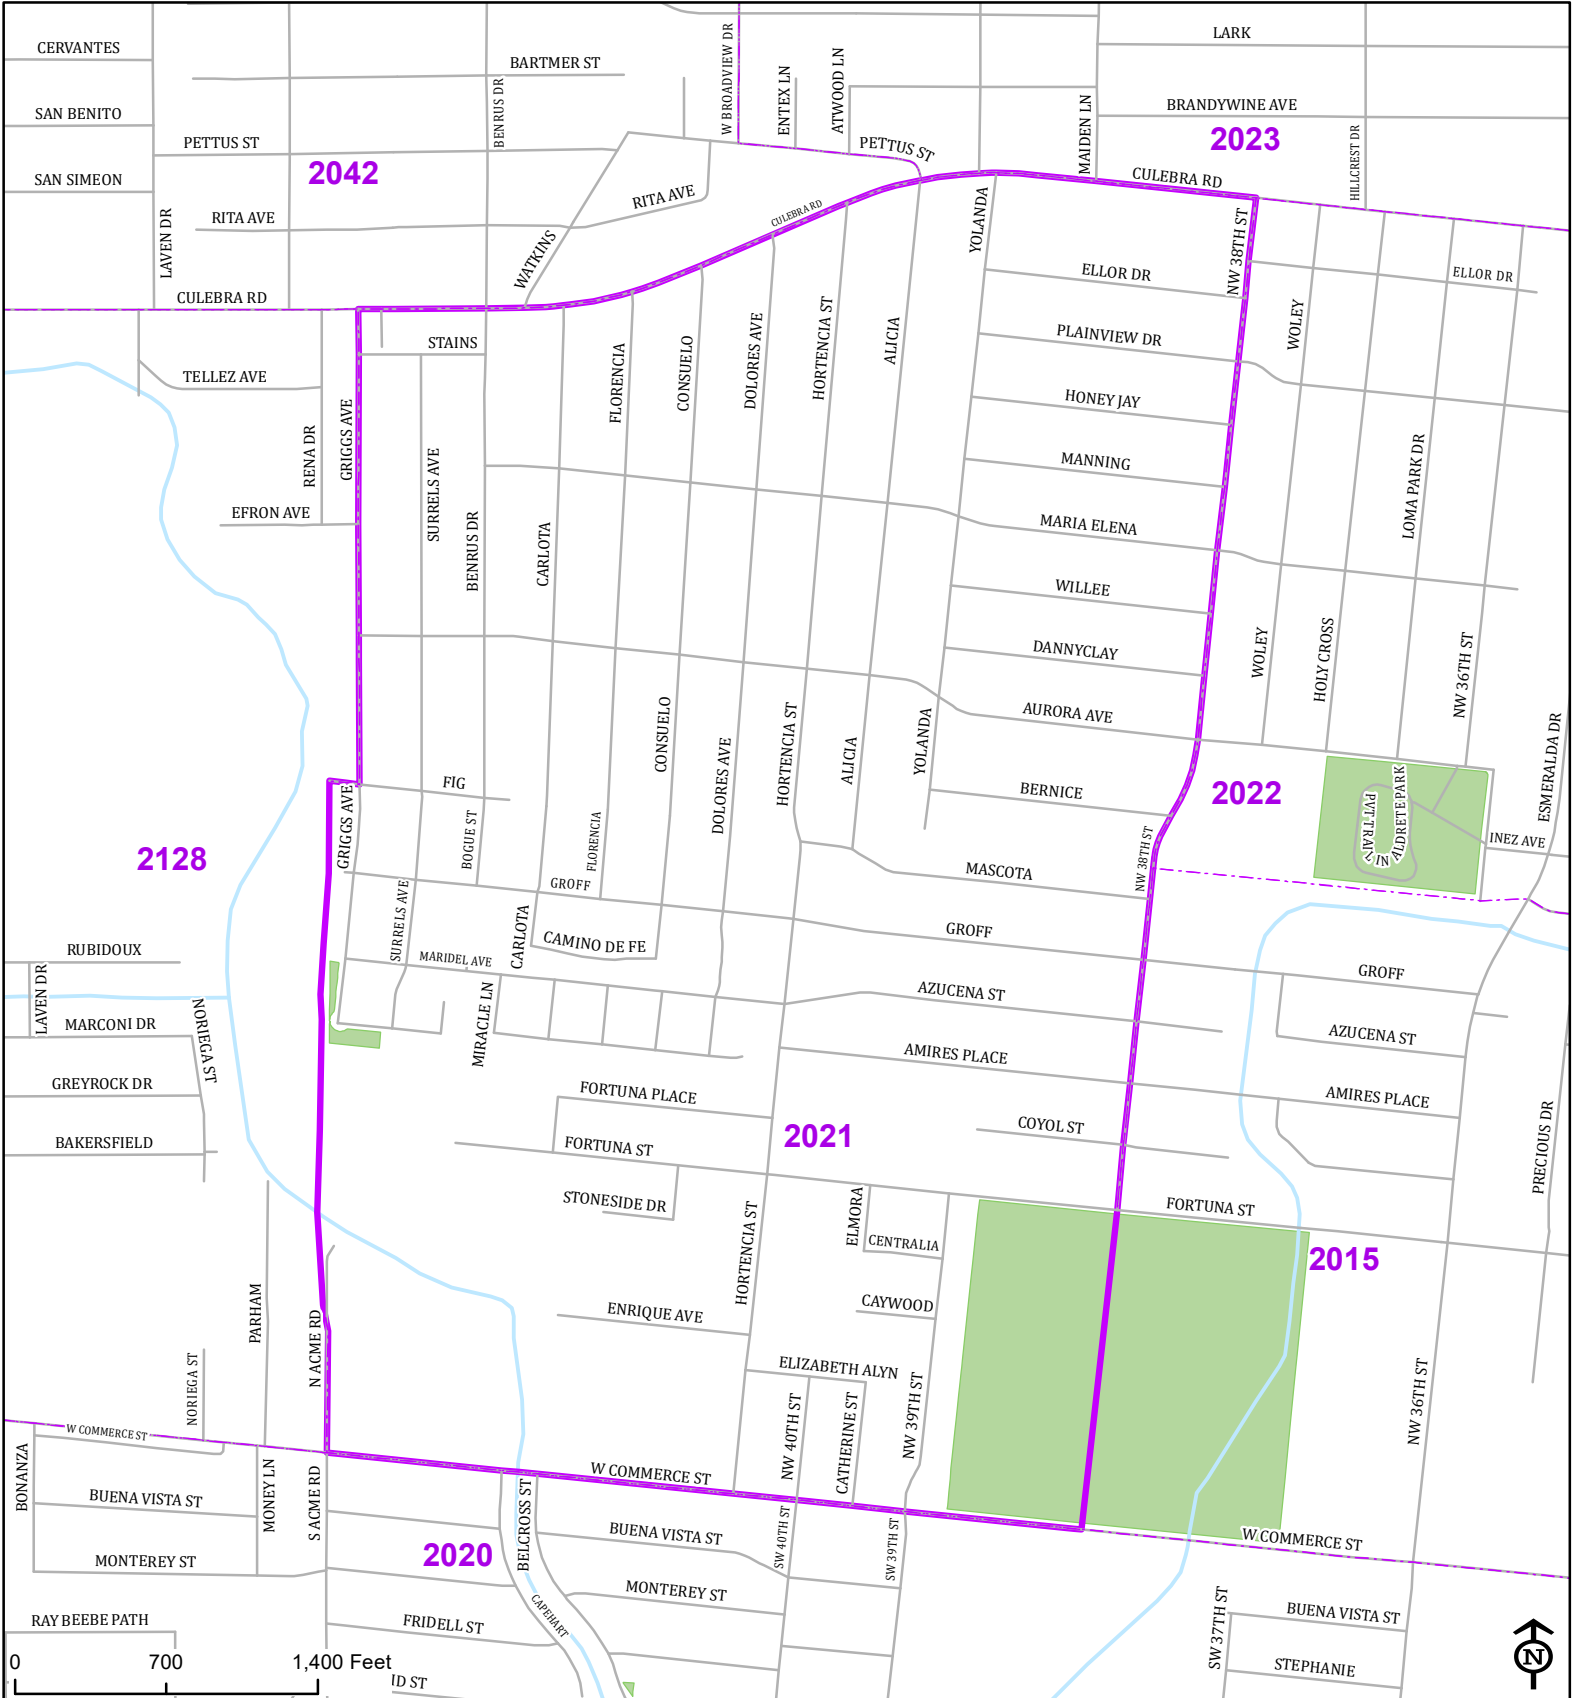 LARK
CERVANTES
BARTMER ST
W BROADVIEW DR
ENTEX LN
ATWOOD LN
BRANDYWINE AVE
SAN BENITO
BENRUS DR
MAIDEN LN
2023
PETTUS ST
PETTUS ST
HILLCREST DR
2042
SAN SIMEON
CULEBRA RD
RITA AVE
RITA AVE
CULEBRA RD
YOLANDA
LAVEN DR
WATKINS
NW 38TH ST
ELLOR DR
ELLOR DR
CULEBRA RD
STAINS
TELLEZ AVE
FLORENCIA
CONSUELO
DOLORES AVE
HORTENCIA ST
ALICIA
PLAINVIEW DR
WOLEY
HONEY JAY
RENA DR
GRIGGS AVE
MANNING
LOMA PARK DR
EFRON AVE
SURRELS AVE
BENRUS DR
CARLOTA
MARIA ELENA
WILLEE
DANNYCLAY
WOLEY
HOLY CROSS
NW 36TH ST
AURORA AVE
CONSUELO
DOLORES AVE
HORTENCIA ST
ALICIA
YOLANDA
ESMERALDA DR
FIG
BERNICE
2022
PVT TRAIL IN ALDRETE PARK
INEZ AVE
GRIGGS AVE
BOGUE ST
FLORENCIA
NW 38TH ST
2128
MASCOTA
GROFF
SURRELS AVE
CARLOTA
CAMINO DE FE
GROFF
RUBIDOUX
MARIDEL AVE
GROFF
LAVEN DR
AZUCENA ST
MARCONI DR
NORIEGA ST
MIRACLE LN
AZUCENA ST
AMIRES PLACE
GREYROCK DR
FORTUNA PLACE
AMIRES PLACE
COYOL ST
BAKERSFIELD
FORTUNA ST
2021
PRECIOUS DR
STONESIDE DR
ELMORA
FORTUNA ST
HORTENCIA ST
CENTRALIA
2015
PARHAM
N ACME RD
ENRIQUE AVE
CAYWOOD
ELIZABETH ALYN
NORIEGA ST
NW 40TH ST
CATHERINE ST
NW 39TH ST
NW 36TH ST
W COMMERCE ST
W COMMERCE ST
BONANZA
MONEY LN
S ACME RD
BUENA VISTA ST
BELCROSS ST
SW 40TH ST
SW 39TH ST
BUENA VISTA ST
W COMMERCE ST
MONTEREY ST
2020
MONTEREY ST
CAPEHART
SW 37TH ST
BUENA VISTA ST
RAY BEEBE PATH
FRIDELL ST
STEPHANIE
N
0 700 1,400 Feet
ID ST